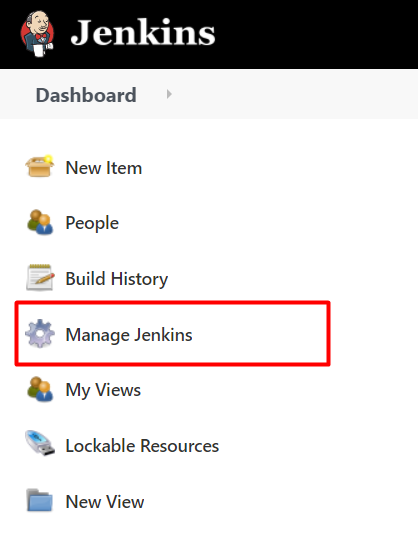 Jenkins
Dashboard
New Item
People
Build History
Manage Jenkins
My Views
Lockable Resources
New View